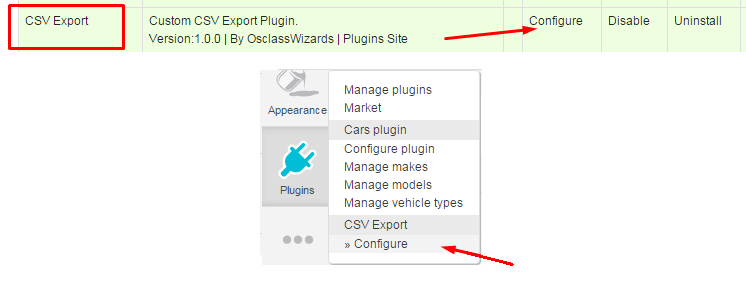 CSV Export
Custom CSV Export Plugin.
Version:1.0.0 | By OsclassWizards | Plugins Site
Configure
Disable
Uninstall
Appearance
Plugins
Manage plugins
Market
Cars plugin
Configure plugin
Manage makes
Manage models
Manage vehicle types
CSV Export
» Configure